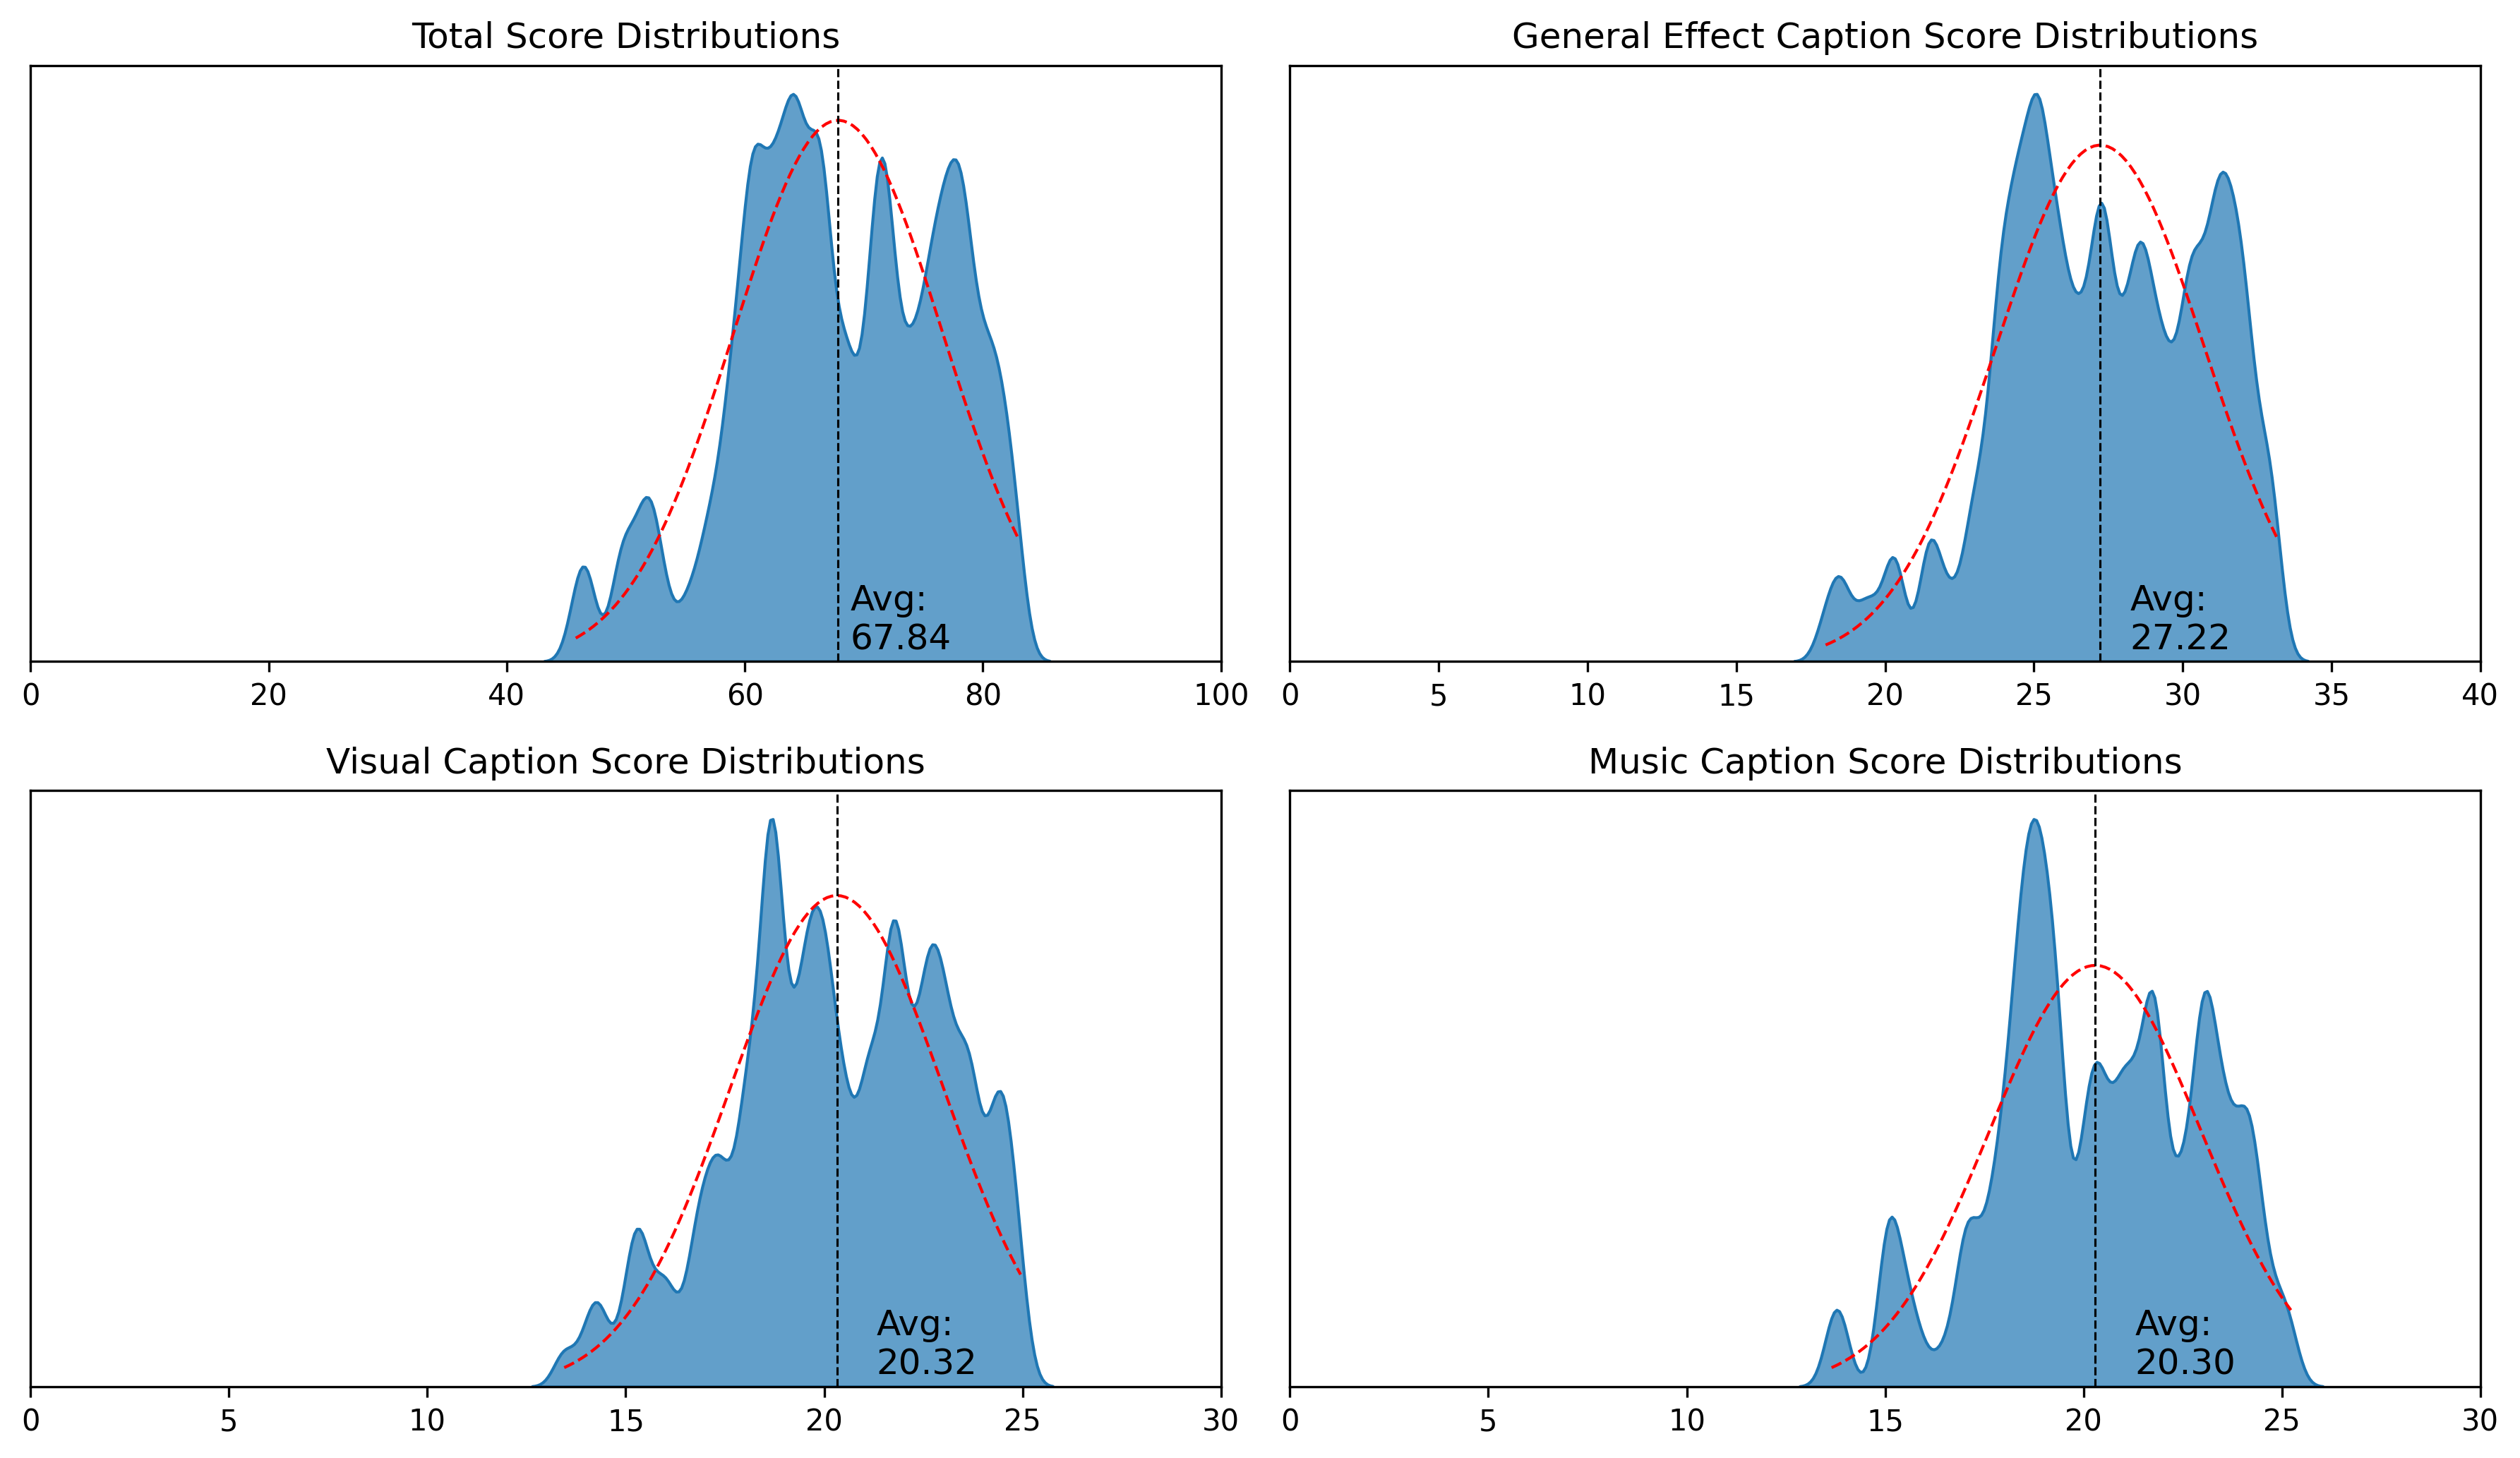 Total Score Distributions
Avg:
67.84
0 20 40 60 80 100
General Effect Caption Score Distributions
Avg:
27.22
0 5 10 15 20 25 30 35 40
Visual Caption Score Distributions
Avg:
20.32
0 5 10 15 20 25 30
Music Caption Score Distributions
Avg:
20.30
0 5 10 15 20 25 30